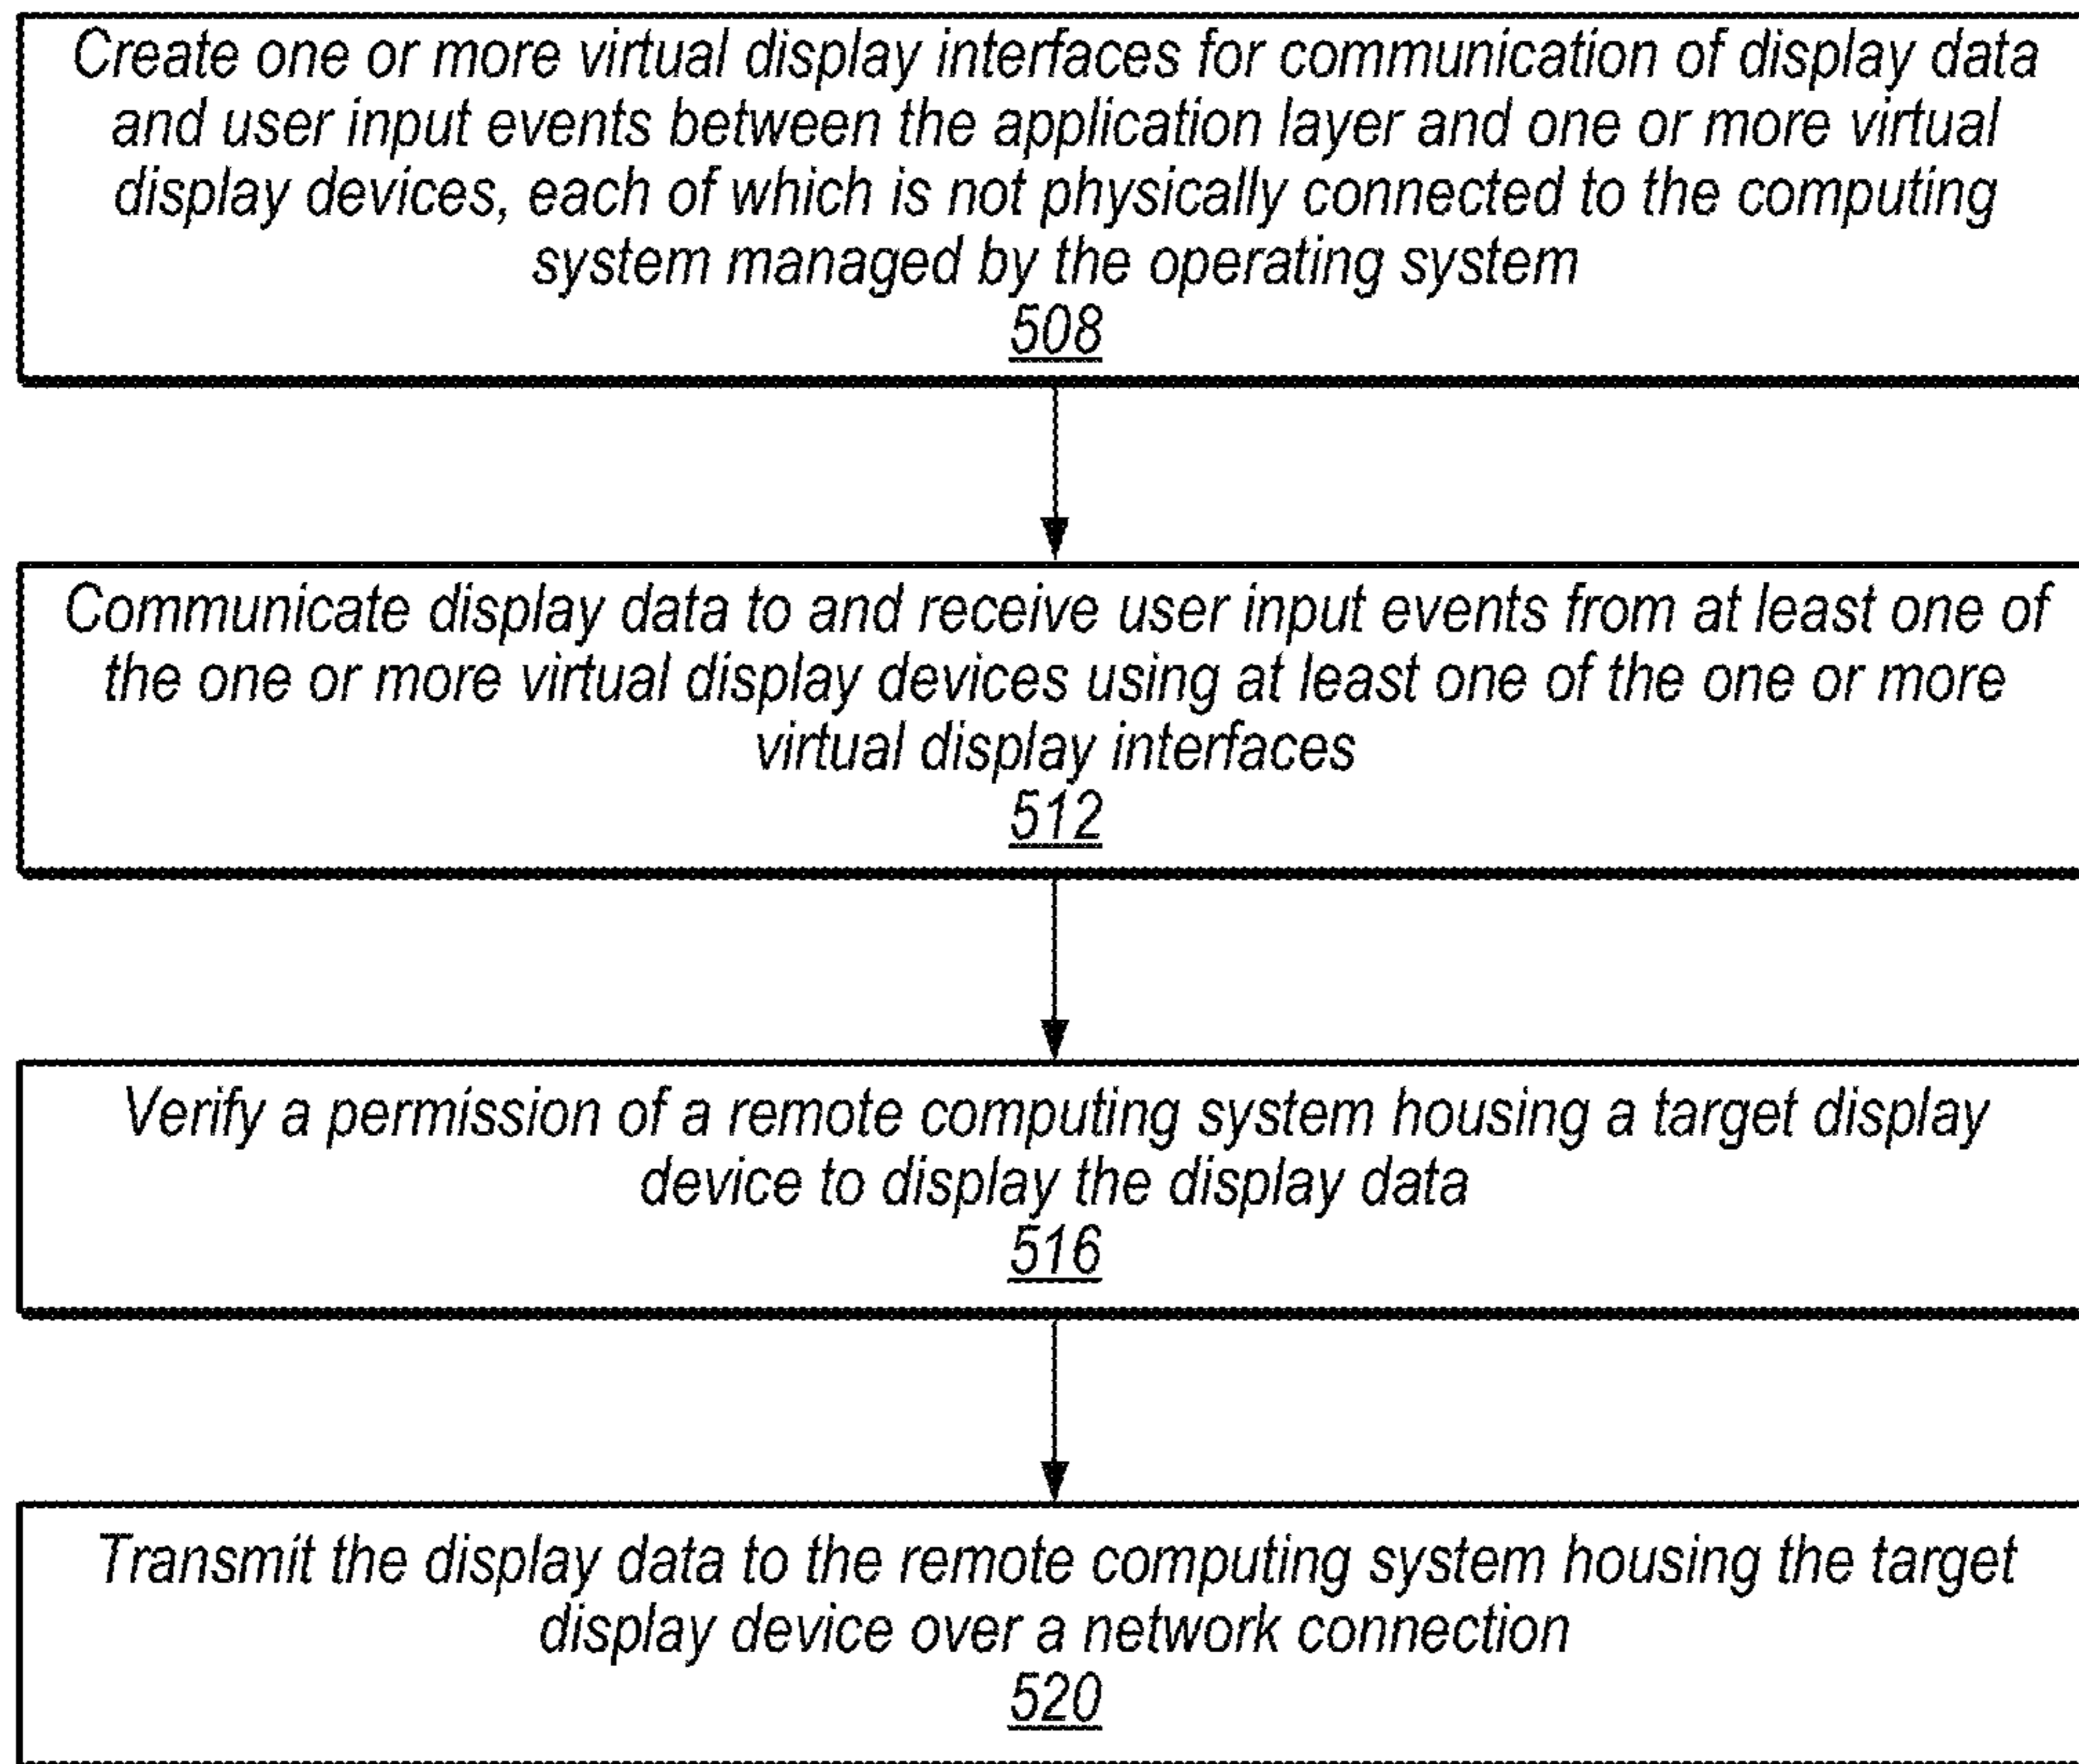 Create one or more virtual display interfaces for communication of display data
and user input events between the application layer and one or more virtual
display devices, each of which is not physically connected to the computing
system managed by the operating system
508
Communicate display data to and receive user input events from at least one of
the one or more virtual display devices using at least one of the one or more
virtual display interfaces
512
Verify a permission of a remote computing system housing a target display
device to display the display data
516
Transmit the display data to the remote computing system housing the target
display device over a network connection
520